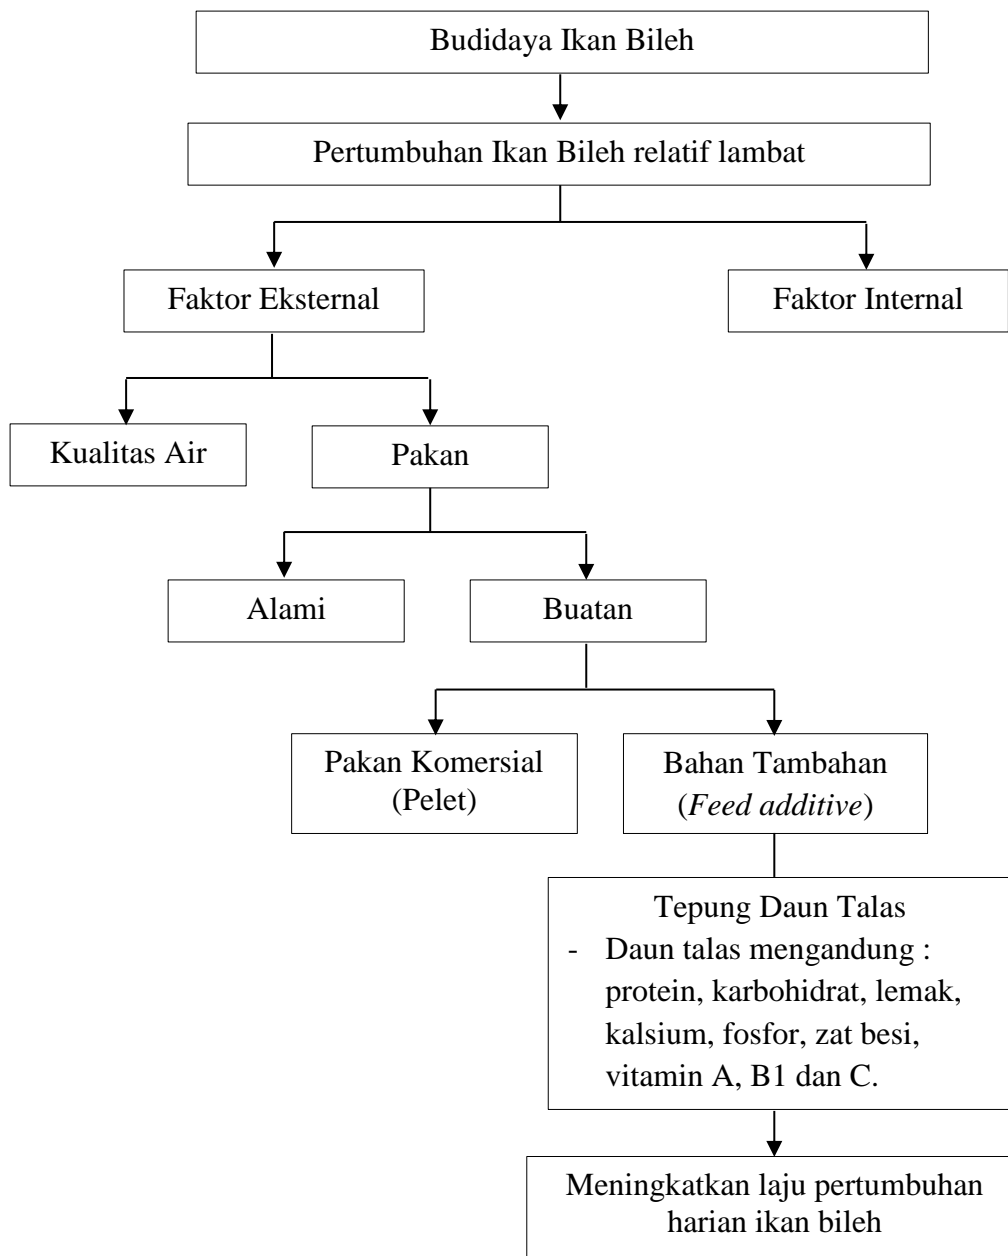 Budidaya Ikan Bileh
Pertumbuhan Ikan Bileh relatif lambat
Faktor Eksternal
Faktor Internal
Kualitas Air
Pakan
Alami
Buatan
Pakan Komersial
(Pelet)
Bahan Tambahan
(Feed additive)
Tepung Daun Talas
- Daun talas mengandung :
protein, karbohidrat, lemak,
kalsium, fosfor, zat besi,
vitamin A, B1 dan C.
Meningkatkan laju pertumbuhan
harian ikan bileh